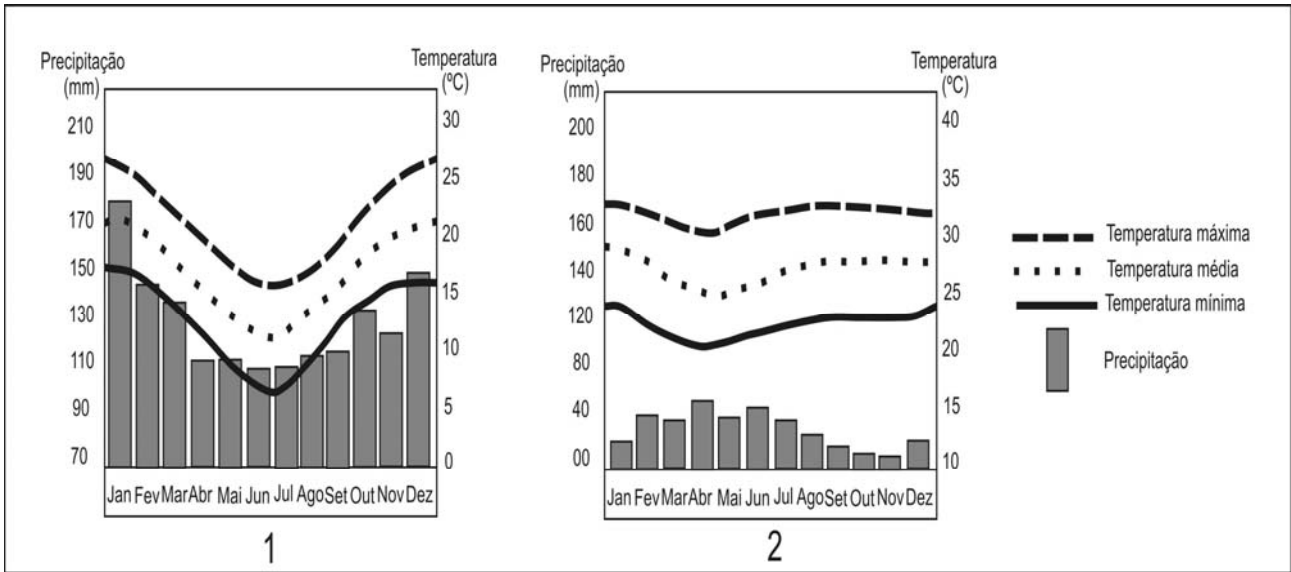 Precipitação
(mm)
210
190
170
150
130
110
90
70
Temperatura
(ºC)
30
25
20
15
10
5
0
Jan Fev Mar Abr Mai Jun Jul Ago Set Out Nov Dez
1
Precipitação
(mm)
200
180
160
140
120
80
40
00
Temperatura
(ºC)
40
35
30
25
20
15
10
Jan Fev Mar Abr Mai Jun Jul Ago Set Out Nov Dez
2
Temperatura máxima
Temperatura média
Temperatura mínima
Precipitação